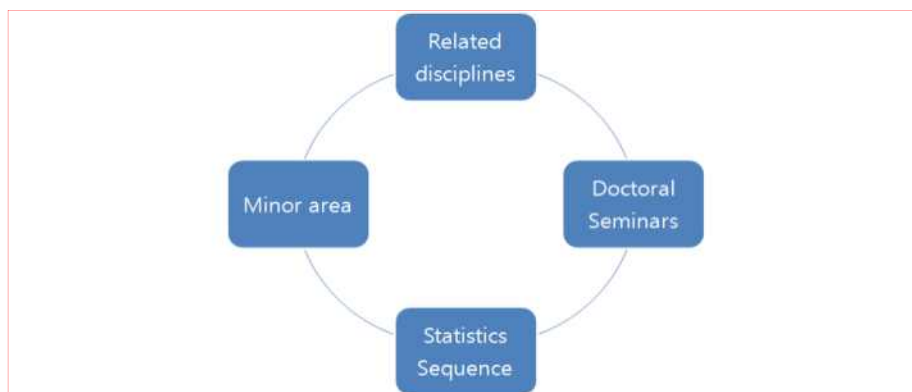 Related
disciplines
Minor area
Doctoral
Seminars
Statistics
Sequence